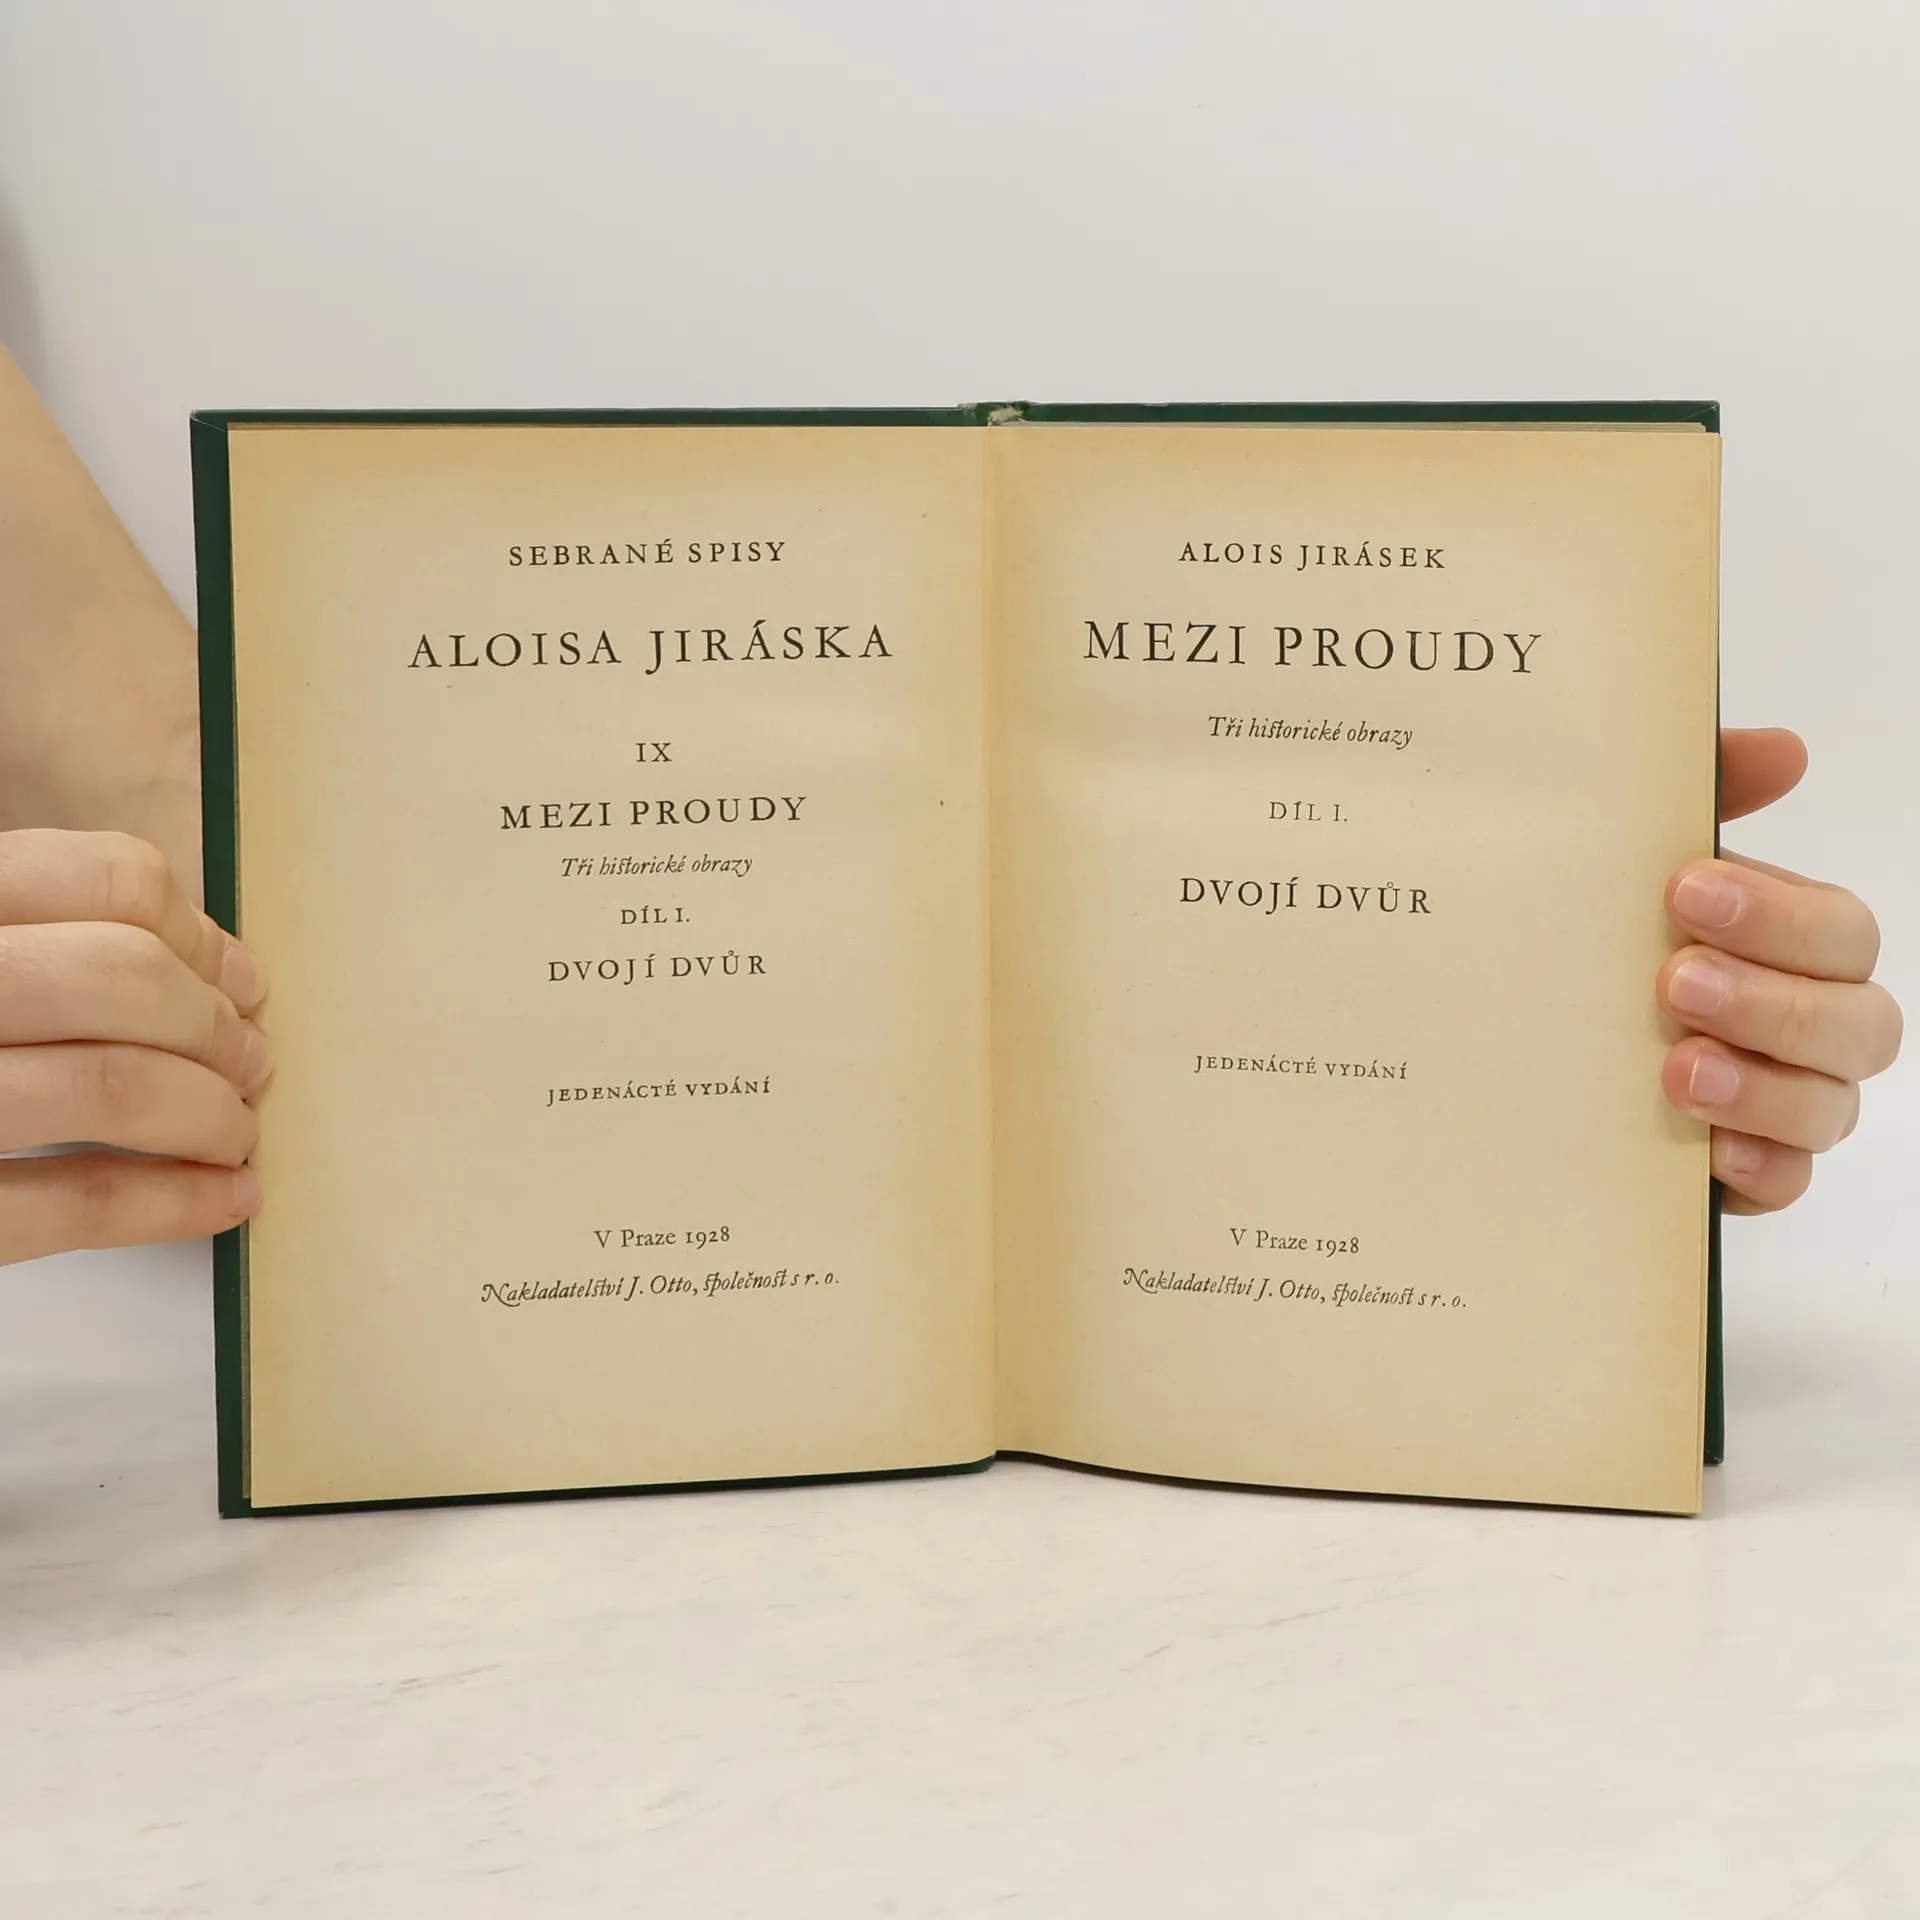 SEBRANÉ SPISY
ALOISA JIRÁSKA
IX
MEZI PROUDY
Tři historické obrazy
DÍL I.
DVOJÍ DVŮR
JEDENÁCTÉ VYDÁNÍ
V Praze 1928
Nakladatelství J. Otto, společnost s r. o.
ALOIS JIRÁSEK
MEZI PROUDY
Tři historické obrazy
DÍL I.
DVOJÍ DVŮR
JEDENÁCTÉ VYDÁNÍ
V Praze 1928
Nakladatelství J. Otto, společnost s r. o.